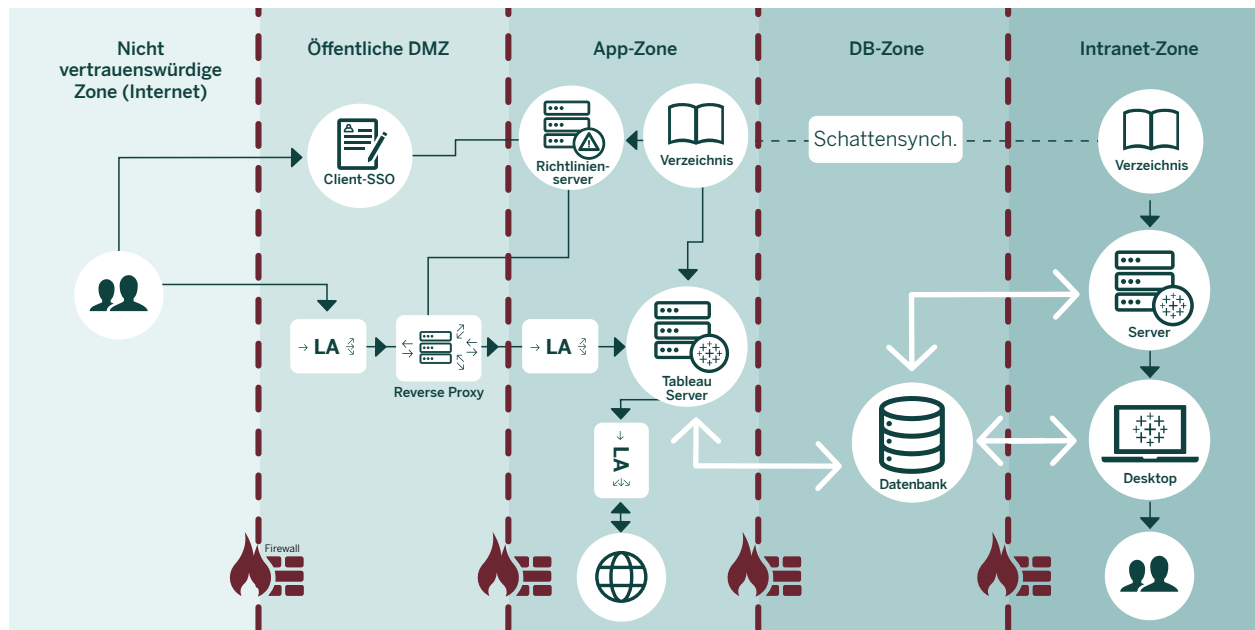 Nicht
vertrauenswürdige
Zone (Internet)
Öffentliche DMZ
App-Zone
DB-Zone
Intranet-Zone
Client-SSO
Richtlinien-
server
Verzeichnis
Schattensynch.
Verzeichnis
LA
Reverse Proxy
LA
Tableau
Server
Server
LA
Datenbank
Desktop
Firewall